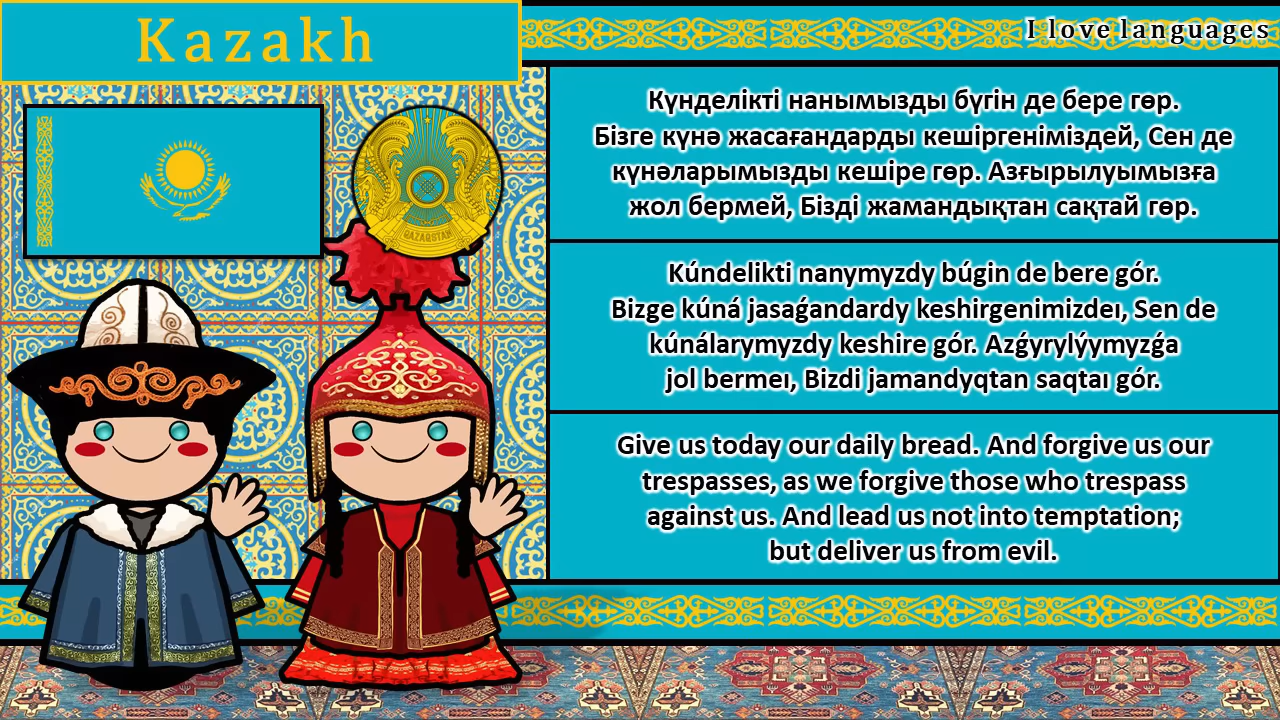 Kazakh
I love languages
QAZAQSTAN
Күнделікті нанымызды бүгін де бере гөр.
Бізге күнә жасағандарды кешіргеніміздей, Сен де
күнәларымызды кешіре гөр. Азғырылуымызға
жол бермей, Бізді жамандықтан сақтай гөр.
Kúndelikti nanymyzdy búgin de bere gór.
Bizge kúná jasaǵandardy keshirgenimizdeı, Sen de
kúnálarymyzdy keshire gór. Azǵyrylýymyzǵa
jol bermeı, Bizdi jamandyqtan saqtaı gór.
Give us today our daily bread. And forgive us our
trespasses, as we forgive those who trespass
against us. And lead us not into temptation;
but deliver us from evil.